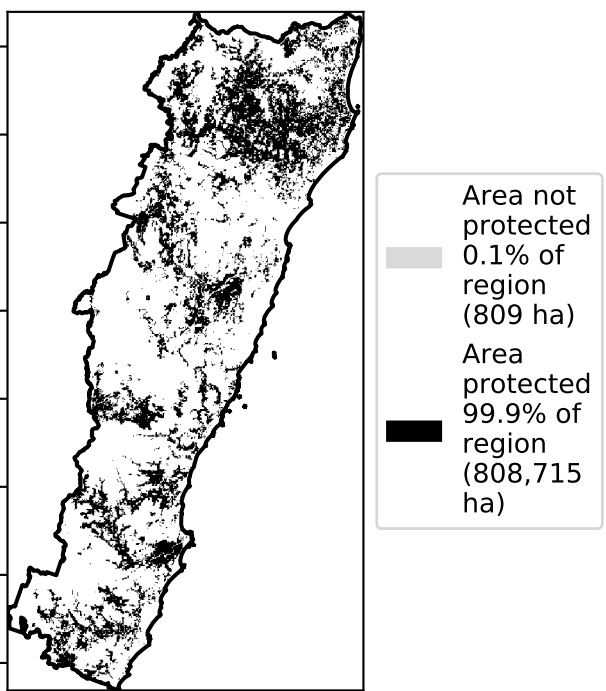 Area not
protected
0.1% of
region
(809 ha)
Area
protected
99.9% of
region
(808,715
ha)